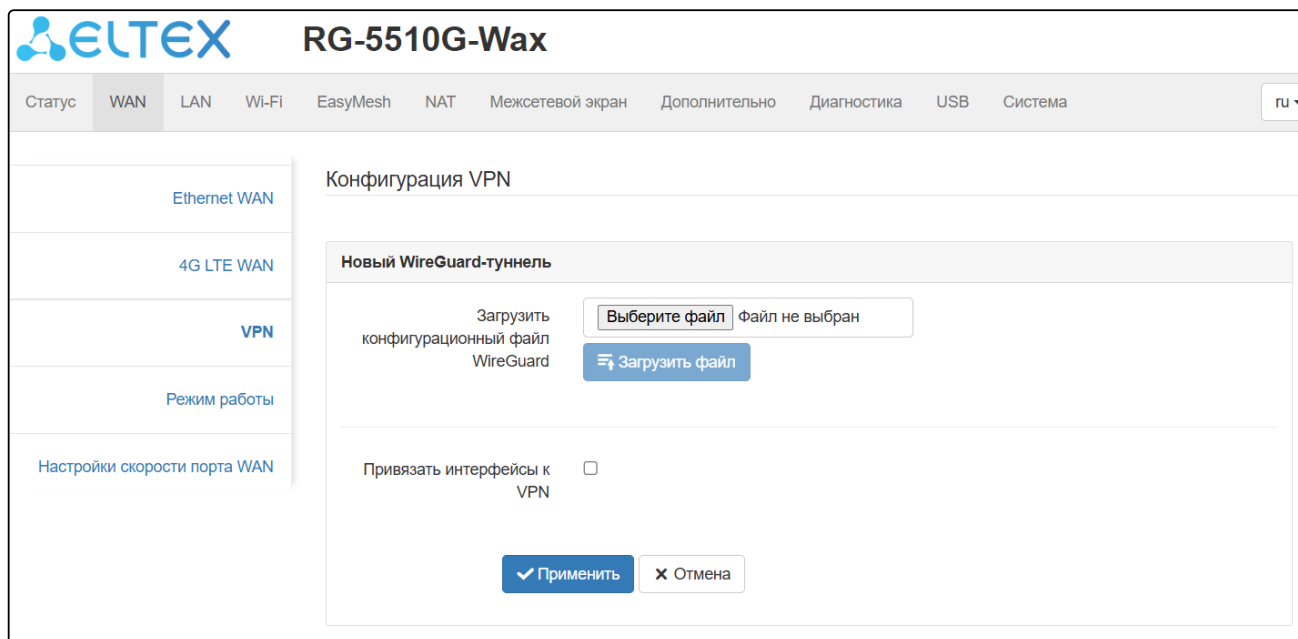 ELTEX RG-5510G-Wax
Статус WAN LAN Wi-Fi EasyMesh NAT Межсетевой экран Дополнительно Диагностика USB Система ru
Ethernet WAN
4G LTE WAN
VPN
Режим работы
Настройки скорости порта WAN
Конфигурация VPN
Новый WireGuard-туннель
Загрузить
конфигурационный файл
WireGuard
Выберите файл Файл не выбран
Загрузить файл
Привязать интерфейсы к
VPN
Применить Отмена